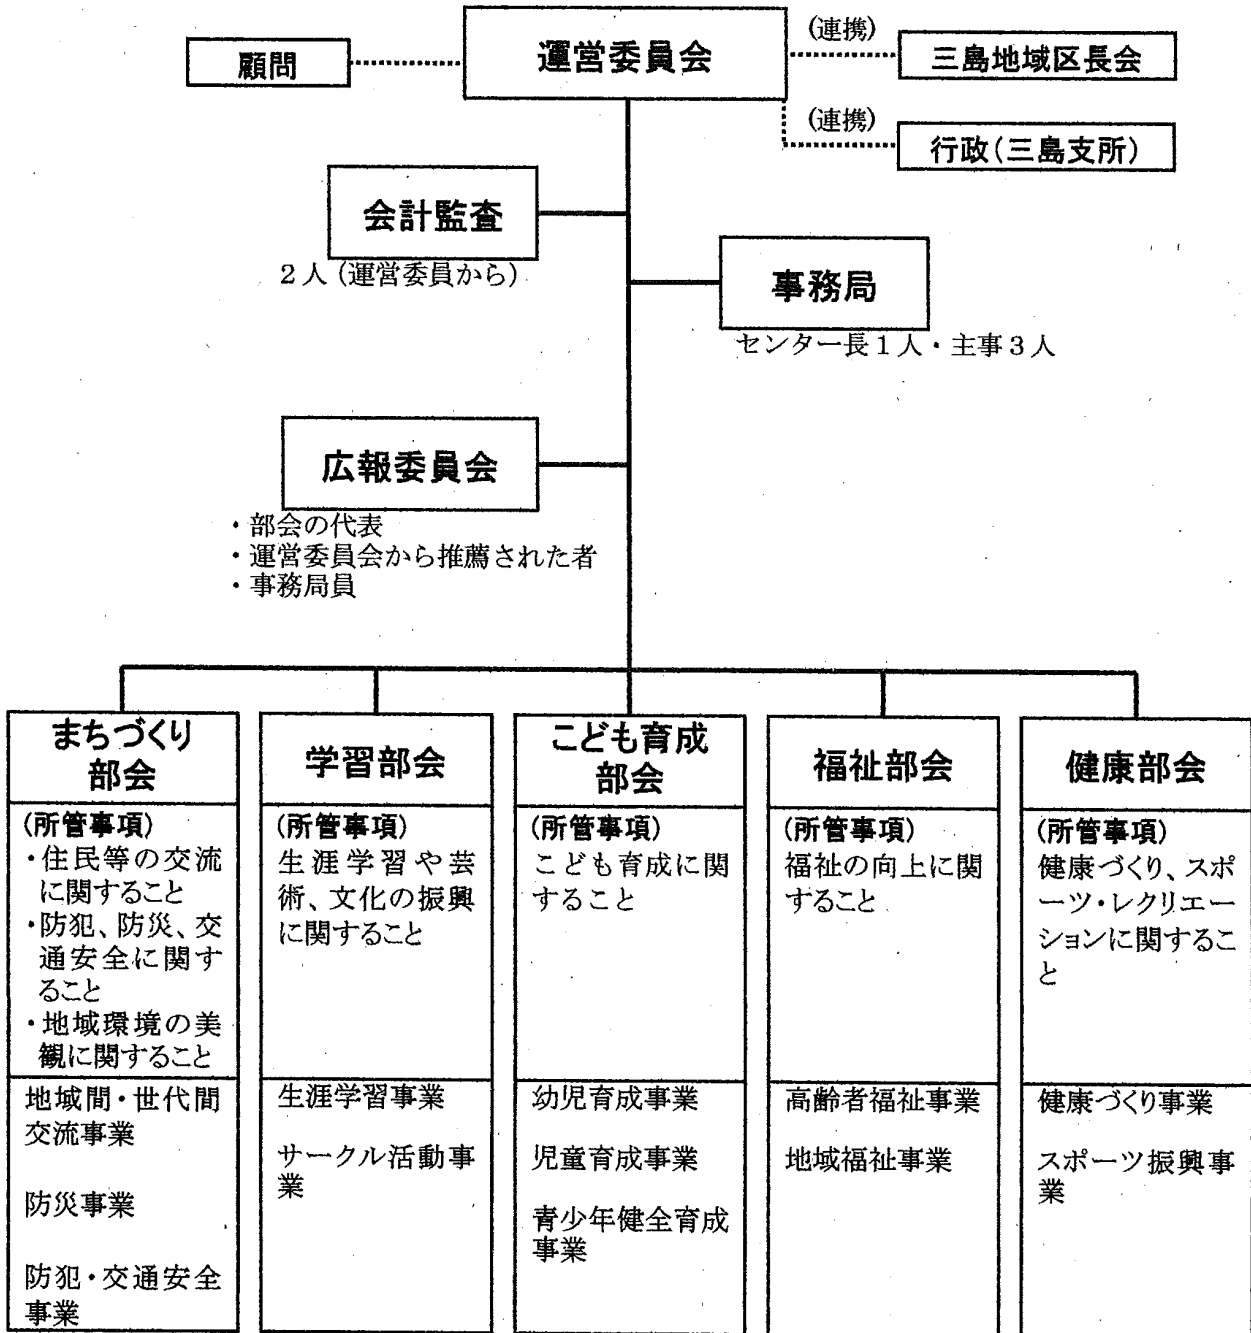 (連携)
顧問
運営委員会
三島地域区長会
(連携)
行政(三島支所)
会計監査
2人(運営委員から)
事務局
センター長1人・主事3人
広報委員会
・部会の代表
・運営委員会から推薦された者
・事務局員
まちづくり
部会
(所管事項)
・住民等の交流
に関すること
・防犯、防災、交
通安全に関す
ること
・地域環境の美
観に関すること
地域間・世代間
交流事業
防災事業
防犯・交通安全
事業
学習部会
(所管事項)
生涯学習や芸
術、文化の振興
に関すること
生涯学習事業
サークル活動事
業
こども育成
部会
(所管事項)
こども育成に関
すること
幼児育成事業
児童育成事業
青少年健全育成
事業
福祉部会
(所管事項)
福祉の向上に関
すること
高齢者福祉事業
地域福祉事業
健康部会
(所管事項)
健康づくり、スポ
ーツ・レクリエー
ションに関するこ
と
健康づくり事業
スポーツ振興事
業